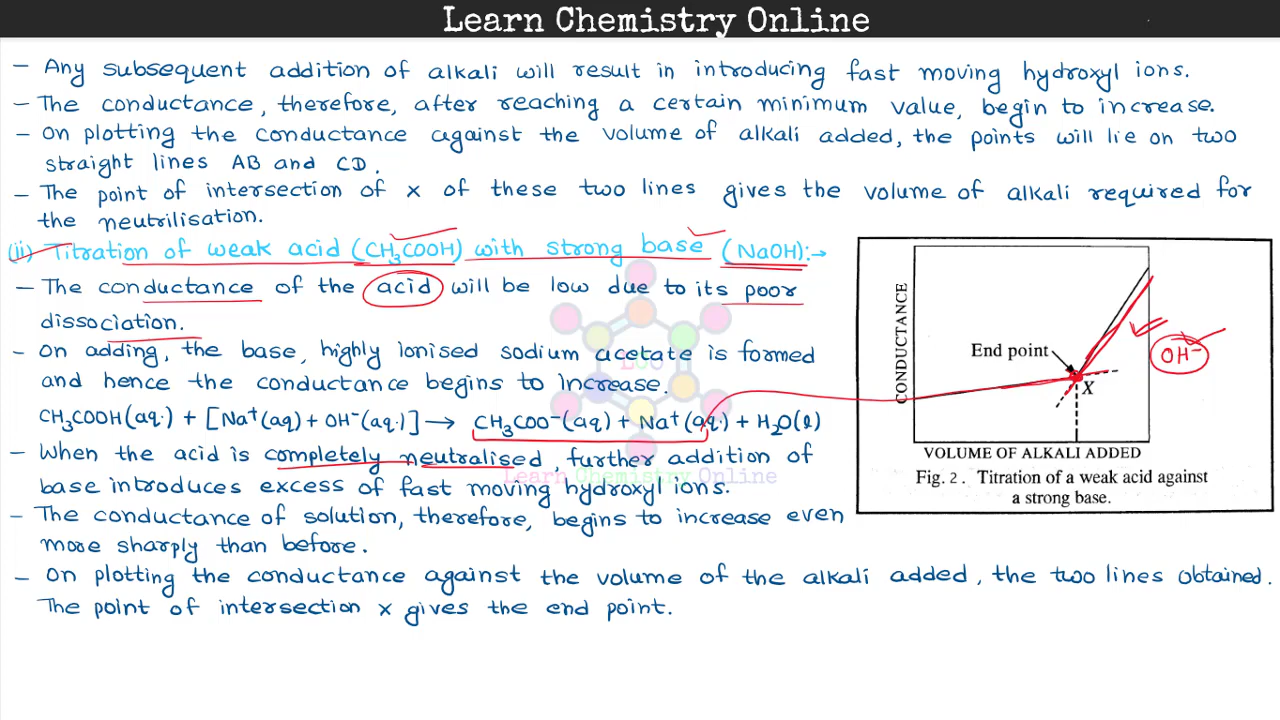 Learn Chemistry Online
- Any subsequent addition of alkali will result in introducing fast moving hydroxyl ions.
- The conductance, therefore, after reaching a certain minimum value, begin to increase.
- On plotting the conductance against the volume of alkali added, the points will lie on two
straight lines AB and CD.
- The point of intersection of x of these two lines gives the volume of alkali required for
the neutrilisation.
(ii) Titration of weak acid (CH₃COOH) with strong base (NaOH):→
- The conductance of the acid will be low due to its poor
dissociation.
- On adding, the base, highly ionised sodium acetate is formed
and hence the conductance begins to increase.
CH₃COOH(aq.) + [Na⁺(aq) + OH⁻(aq.)] → CH₃COO⁻(aq) + Na⁺(aq.) + H₂O(l)
- When the acid is completely neutralised, further addition of
base introduces excess of fast moving hydroxyl ions.
- The conductance of solution, therefore, begins to increase even
more sharply than before.
- On plotting the conductance against the volume of the alkali added, the two lines obtained.
The point of intersection x gives the end point.
CONDUCTANCE
End point
X
OH⁻
VOLUME OF ALKALI ADDED
Fig. 2. Titration of a weak acid against
a strong base.
LCO
Learn Chemistry Online